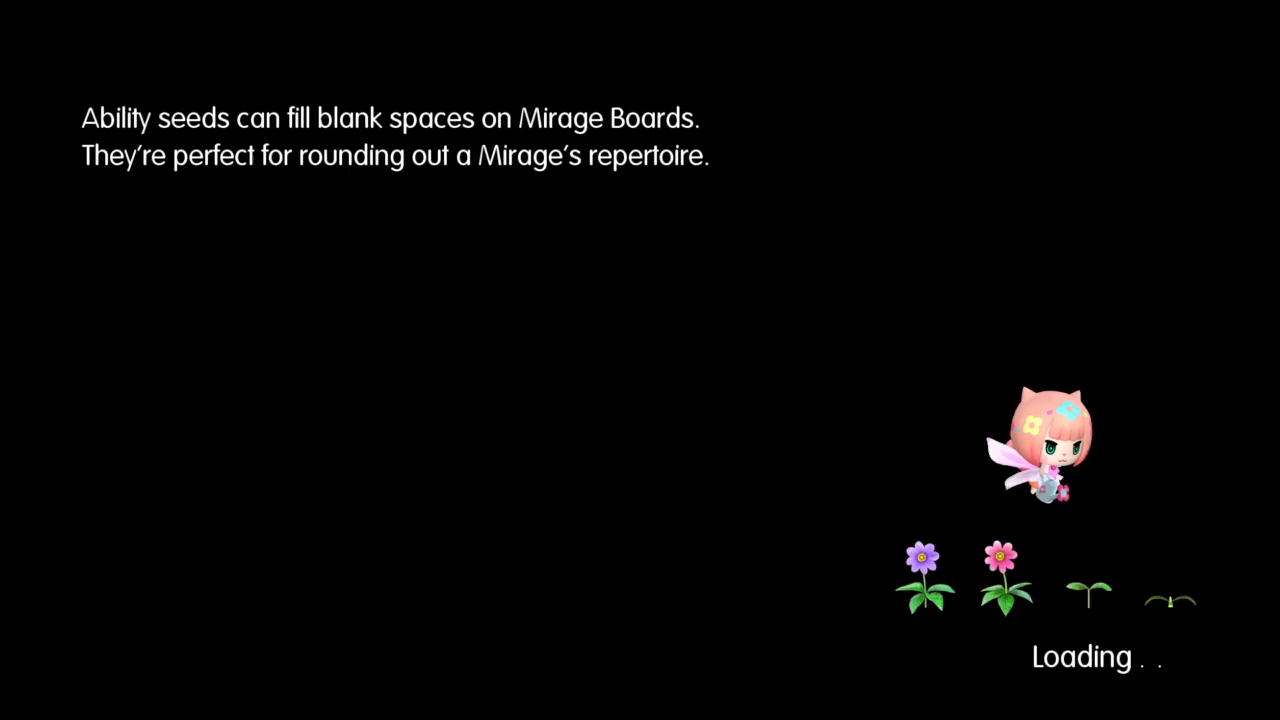 Ability seeds can fill blank spaces on Mirage Boards.
They're perfect for rounding out a Mirage's repertoire.
Loading . .